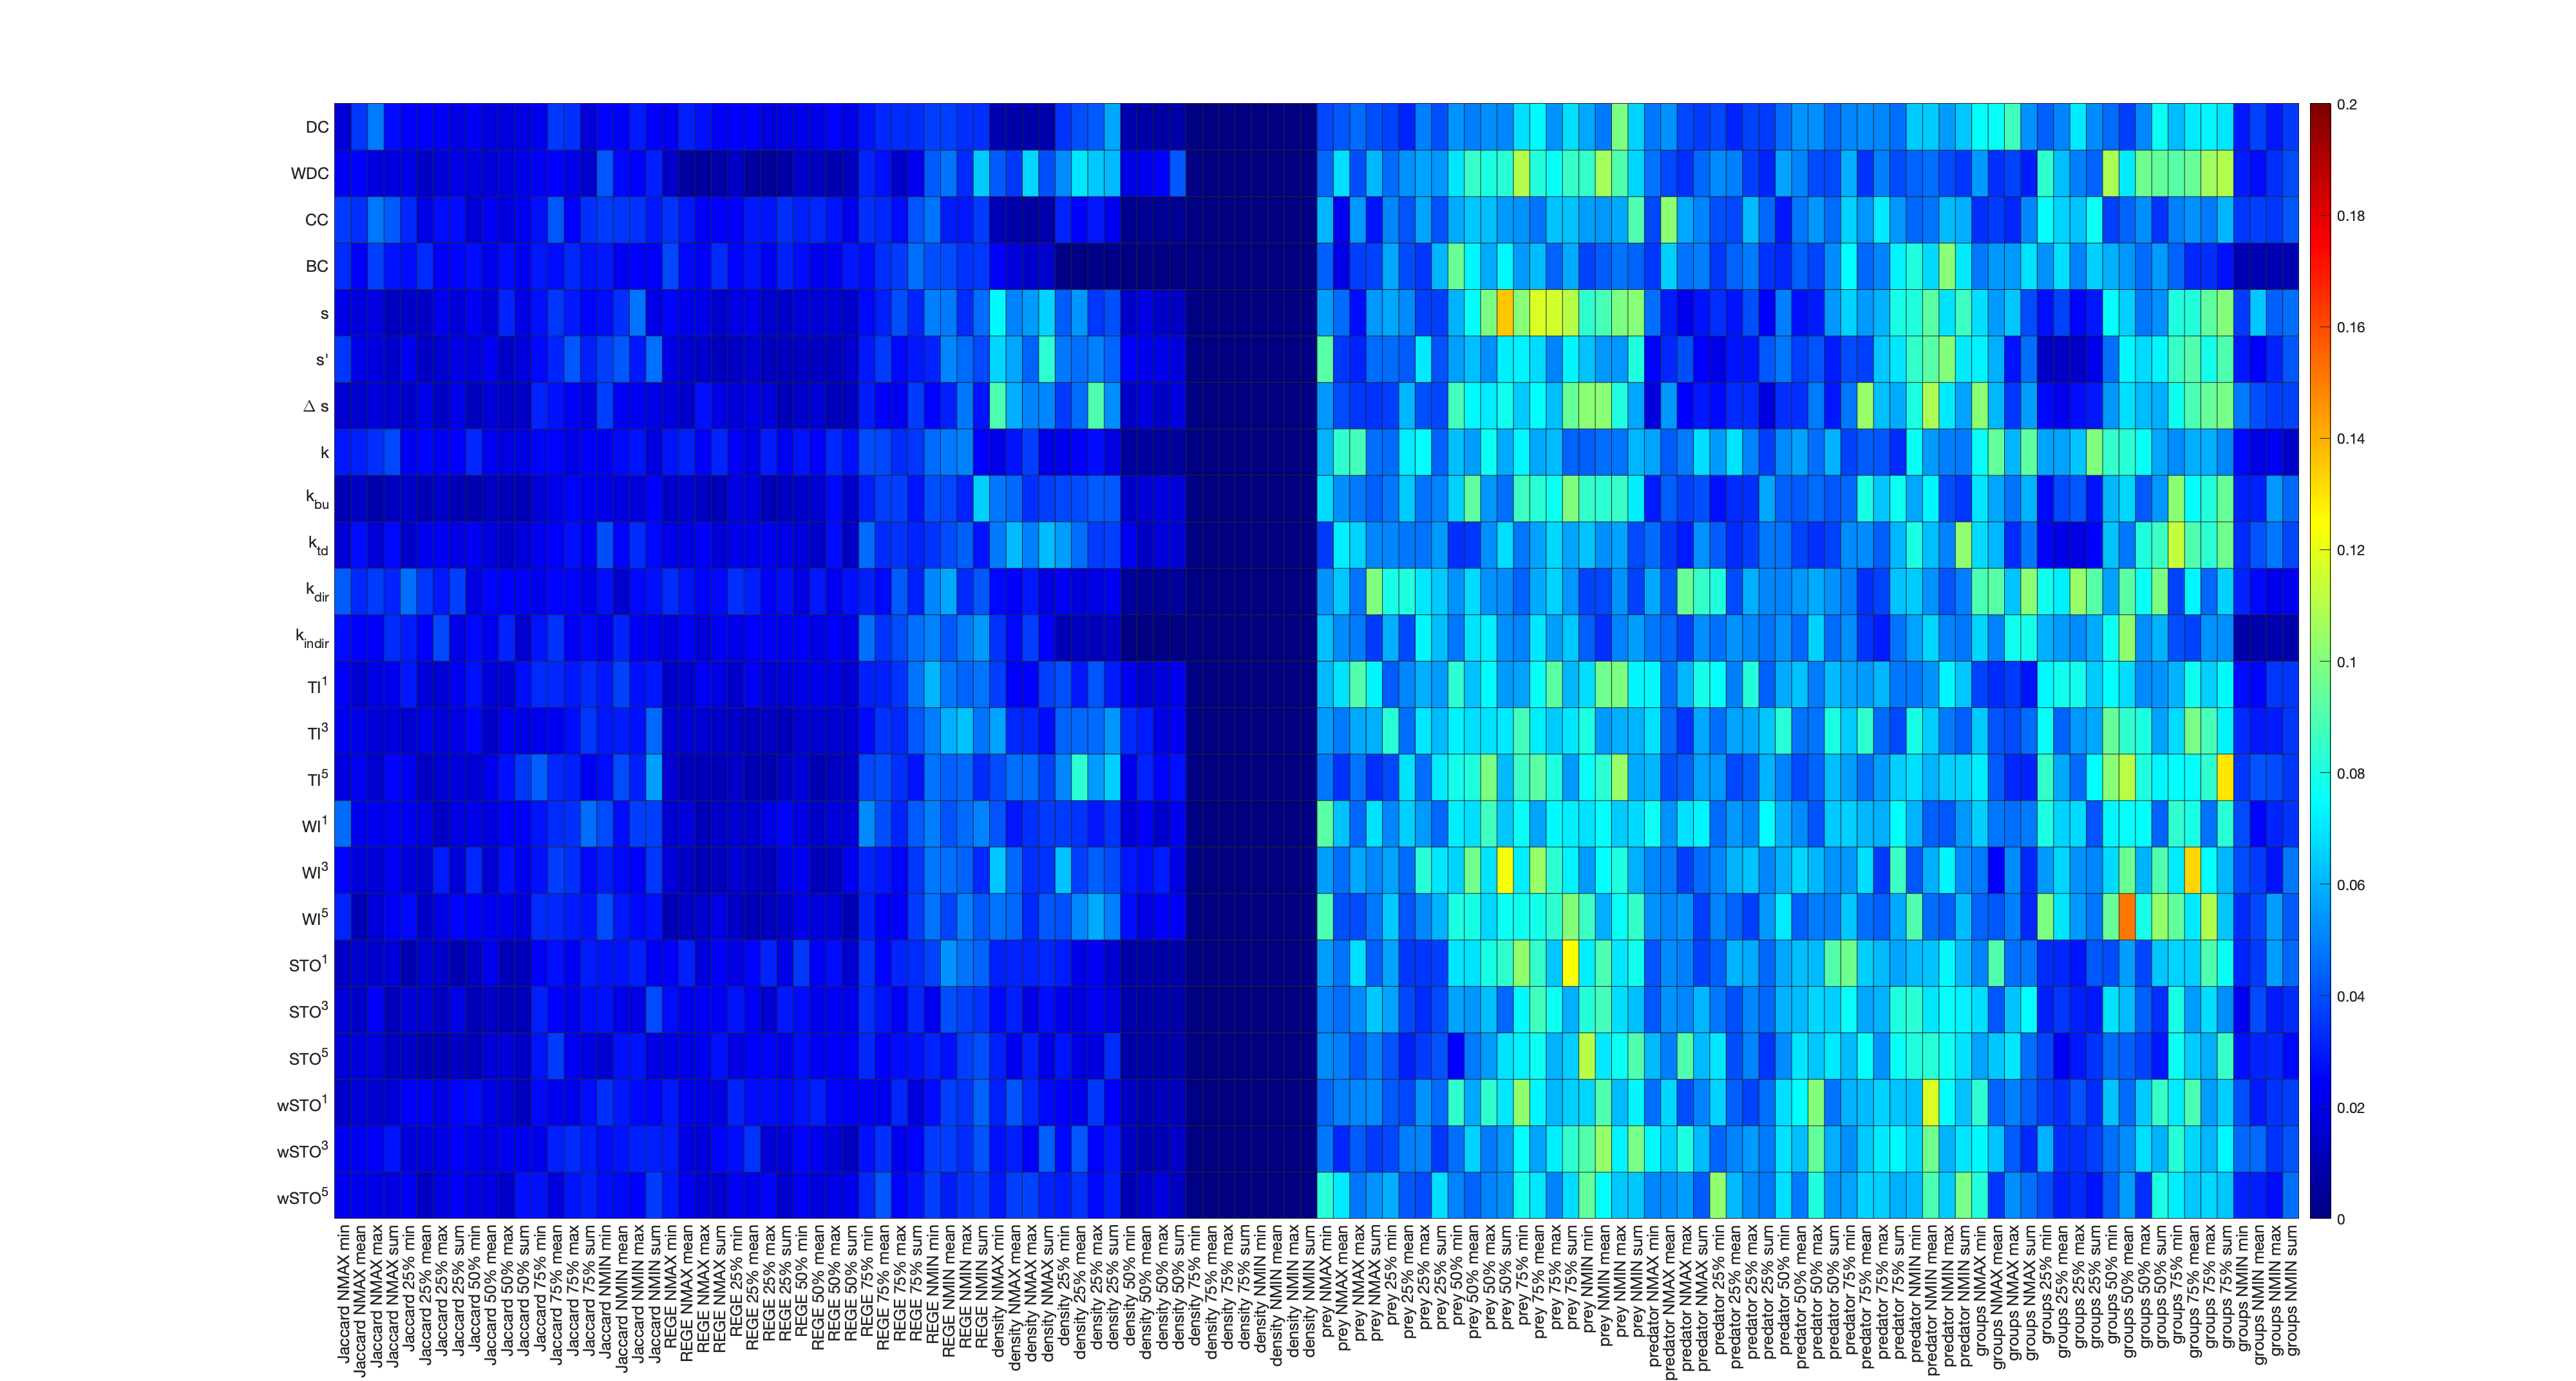 DC
WDC
CC
BC
s
s'
Δ s
k
k_bu
k_td
k_dir
k_indir
TI^1
TI^3
TI^5
WI^1
WI^3
WI^5
STO^1
STO^3
STO^5
wSTO^1
wSTO^3
wSTO^5
0.2
0.18
0.16
0.14
0.12
0.1
0.08
0.06
0.04
0.02
0
Jaccard NMAX min
Jaccard NMAX mean
Jaccard NMAX max
Jaccard NMAX sum
Jaccard 25% min
Jaccard 25% mean
Jaccard 25% max
Jaccard 25% sum
Jaccard 50% min
Jaccard 50% mean
Jaccard 50% max
Jaccard 50% sum
Jaccard 75% min
Jaccard 75% mean
Jaccard 75% max
Jaccard 75% sum
Jaccard NMIN min
Jaccard NMIN mean
Jaccard NMIN max
Jaccard NMIN sum
REGE NMAX min
REGE NMAX mean
REGE NMAX max
REGE NMAX sum
REGE 25% min
REGE 25% mean
REGE 25% max
REGE 25% sum
REGE 50% min
REGE 50% mean
REGE 50% max
REGE 50% sum
REGE 75% min
REGE 75% mean
REGE 75% max
REGE 75% sum
REGE NMIN min
REGE NMIN mean
REGE NMIN max
REGE NMIN sum
density NMAX min
density NMAX mean
density NMAX max
density NMAX sum
density 25% min
density 25% mean
density 25% max
density 25% sum
density 50% min
density 50% mean
density 50% max
density 50% sum
density 75% min
density 75% mean
density 75% max
density 75% sum
density NMIN min
density NMIN mean
density NMIN max
density NMIN sum
prey NMAX min
prey NMAX mean
prey NMAX max
prey NMAX sum
prey 25% min
prey 25% mean
prey 25% max
prey 25% sum
prey 50% min
prey 50% mean
prey 50% max
prey 50% sum
prey 75% min
prey 75% mean
prey 75% max
prey 75% sum
prey NMIN min
prey NMIN mean
prey NMIN max
prey NMIN sum
predator NMAX min
predator NMAX mean
predator NMAX max
predator NMAX sum
predator 25% min
predator 25% mean
predator 25% max
predator 25% sum
predator 50% min
predator 50% mean
predator 50% max
predator 50% sum
predator 75% min
predator 75% mean
predator 75% max
predator 75% sum
predator NMIN min
predator NMIN mean
predator NMIN max
predator NMIN sum
groups NMAX min
groups NMAX mean
groups NMAX max
groups NMAX sum
groups 25% min
groups 25% mean
groups 25% max
groups 25% sum
groups 50% min
groups 50% mean
groups 50% max
groups 50% sum
groups 75% min
groups 75% mean
groups 75% max
groups 75% sum
groups NMIN min
groups NMIN mean
groups NMIN max
groups NMIN sum